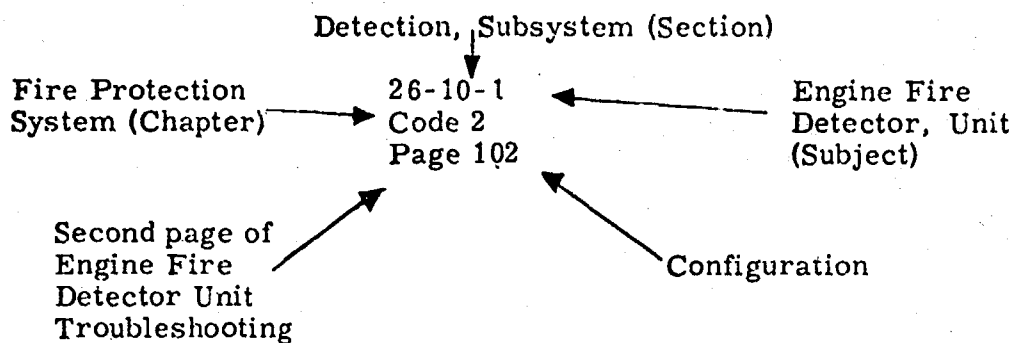 Detection, Subsystem (Section)
Fire Protection
System (Chapter)
26-10-1
Code 2
Page 102
Engine Fire
Detector, Unit
(Subject)
Second page of
Engine Fire
Detector Unit
Troubleshooting
Configuration